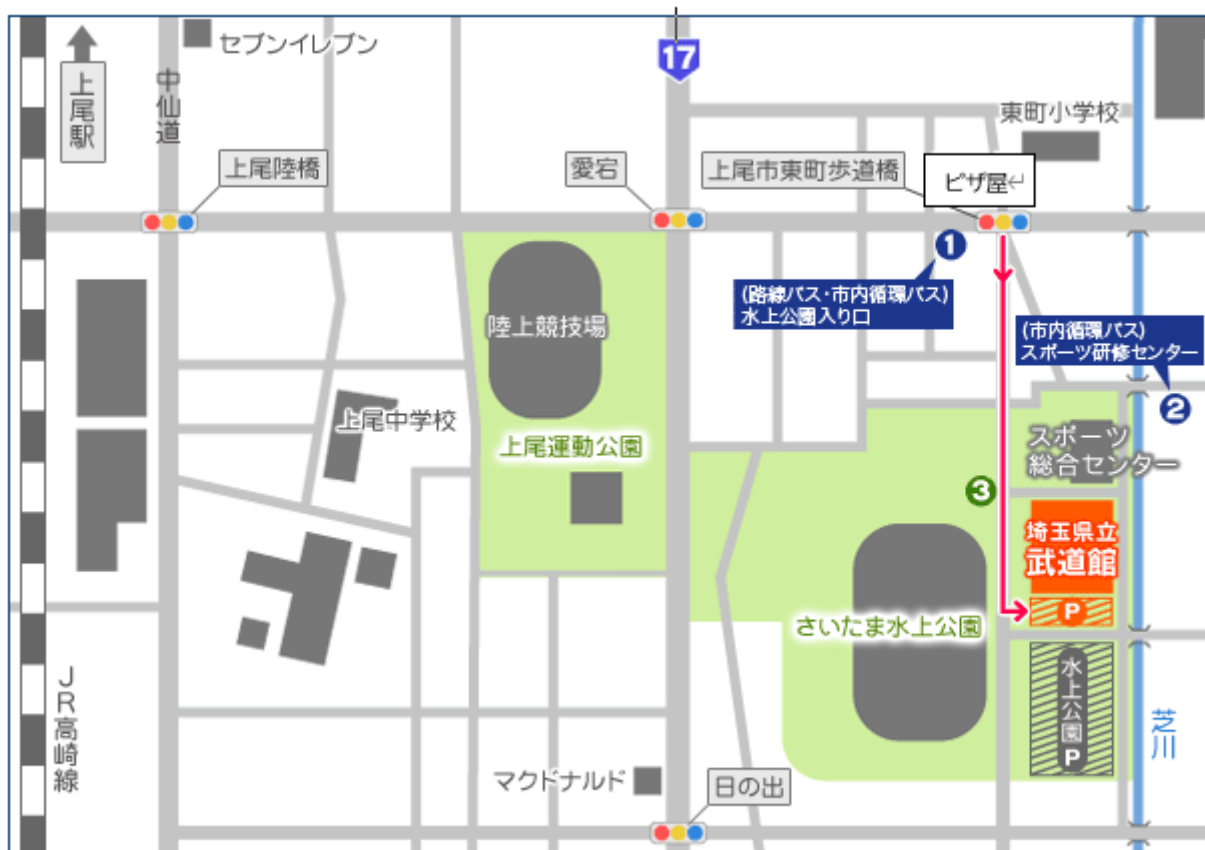 セブンイレブン
17
上尾駅
中仙道
東町小学校
上尾陸橋
愛宕
上尾市東町歩道橋
ピザ屋↵
1
(路線バス・市内循環バス)
水上公園入り口
陸上競技場
(市内循環バス)
スポーツ研修センター
2
上尾中学校
上尾運動公園
スポーツ
総合センター
3
埼玉県立
武道館
P
さいたま水上公園
水上公園
P
JR高崎線
芝川
マクドナルド
日の出